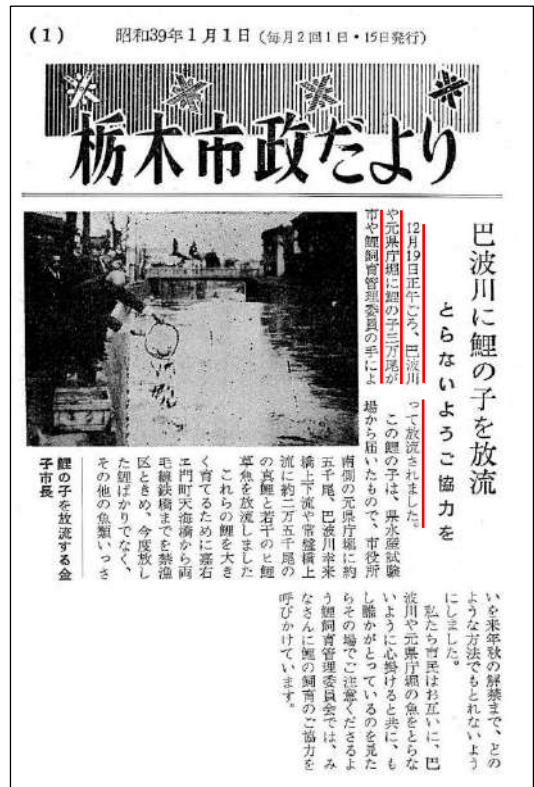 (1)
昭和39年1月1日(毎月2回1日・15日発行)
栃木市政だより
巴波川に鯉の子を放流
とらないようご協力を
12月19日正午ごろ、巴波川
や元県庁堀に鯉の子三万尾が
市や鯉飼育管理委員の手によ
って放流されました。
この鯉の子は、県水産試験
場から届いたもので、市役所
南側の元県庁堀に約
五千尾、巴波川幸来
橋上下流や常盤橋上
流に約二万五千尾の
の真鯉と若干のヒ鯉
草魚を放流しました
これらの鯉を大き
く育てるために嘉右
エ門町天海橋から両
毛線鉄橋までを禁漁
区ときめ、今度放し
た鯉ばかりでなく、
その他の魚類いっさ
いを来年秋の解禁まで、どの
ような方法でもとれないよう
にしました。
私たち市民はお互いに、巴
波川や元県庁堀の魚をとらな
いように心掛けると共に、も
し誰かがとっているのを見た
らその場でご注意くださるよ
う鯉飼育管理委員会では、み
なさんに鯉の飼育のご協力を
呼びかけています。
鯉の子を放流する金
子市長